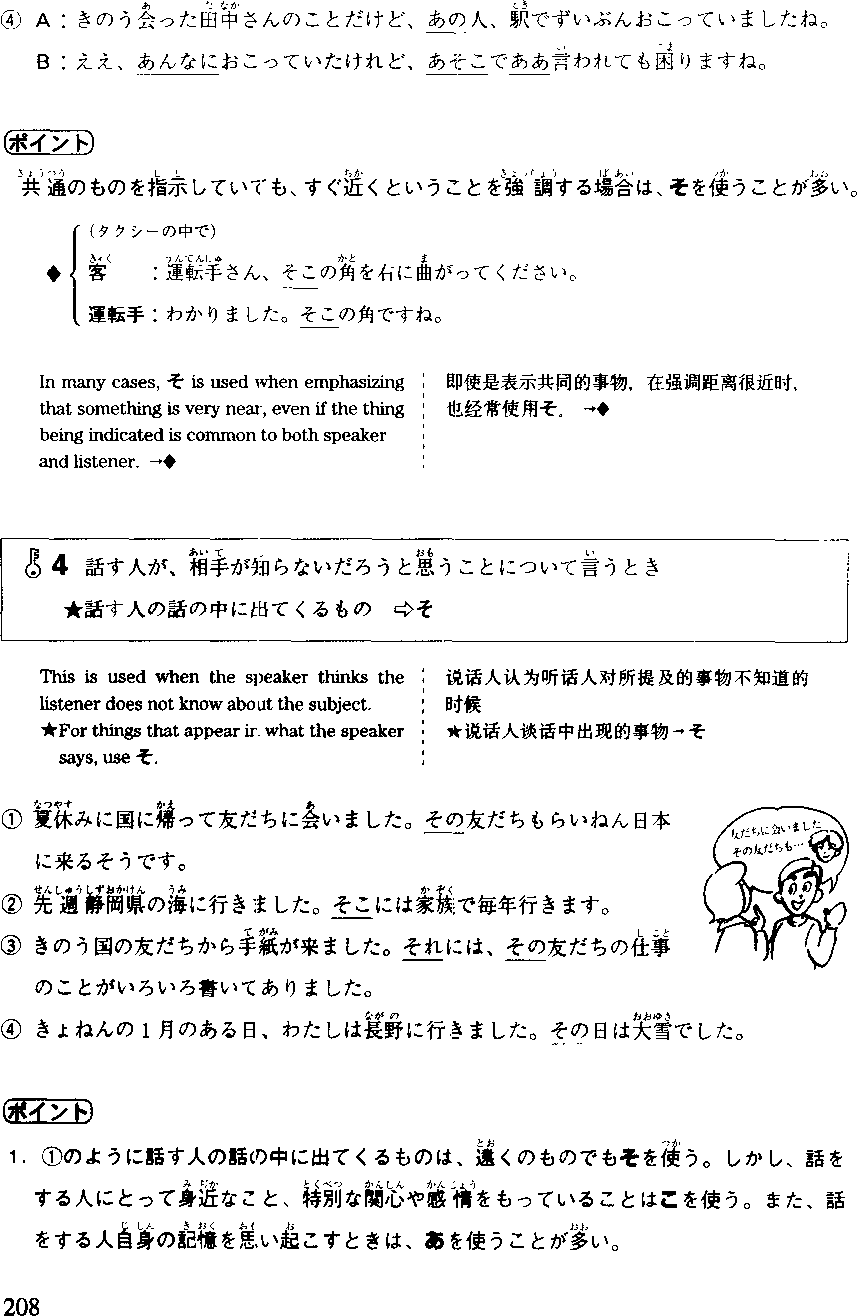 ④ A：きのう会った田中さんのことだけど、あの人、駅でずいぶんおこっていましたね。
B：ええ、あんなにおこっていたけれど、あそこでああ言われても困りますね。
ポイント
共通のものを指示していても、すぐ近くということを強調する場合は、そを使うことが多い。
（タクシーの中で）
◆ 客　：運転手さん、そこの角を右に曲がってください。
運転手：わかりました。そこの角ですね。
In many cases, そ is used when emphasizing
that something is very near, even if the thing
being indicated is common to both speaker
and listener. →◆
即使是表示共同的事物，在强调距离很近时，
也经常使用そ。 →◆
4 話す人が、相手が知らないだろうと思うことについて言うとき
★話す人の話の中に出てくるもの ⇨そ
This is used when the speaker thinks the
listener does not know about the subject.
★For things that appear in what the speaker
says, use そ.
说话人认为听话人对所提及的事物不知道的
时候
★说话人谈话中出现的事物→そ
① 夏休みに国に帰って友だちに会いました。その友だちもらいねん日本
に来るそうです。
友だちに会いました
その友だちも…
② 先週静岡県の海に行きました。そこには家族で毎年行きます。
③ きのう国の友だちから手紙が来ました。それには、その友だちの仕事
のことがいろいろ書いてありました。
④ きょねんの1月のある日、わたしは長野に行きました。その日は大雪でした。
ポイント
1. ①のように話す人の話の中に出てくるものは、遠くのものでもそを使う。しかし、話を
する人にとって身近なこと、特別な関心や感情をもっていることはこを使う。また、話
をする人自身の記憶を思い起こすときは、あを使うことが多い。
208